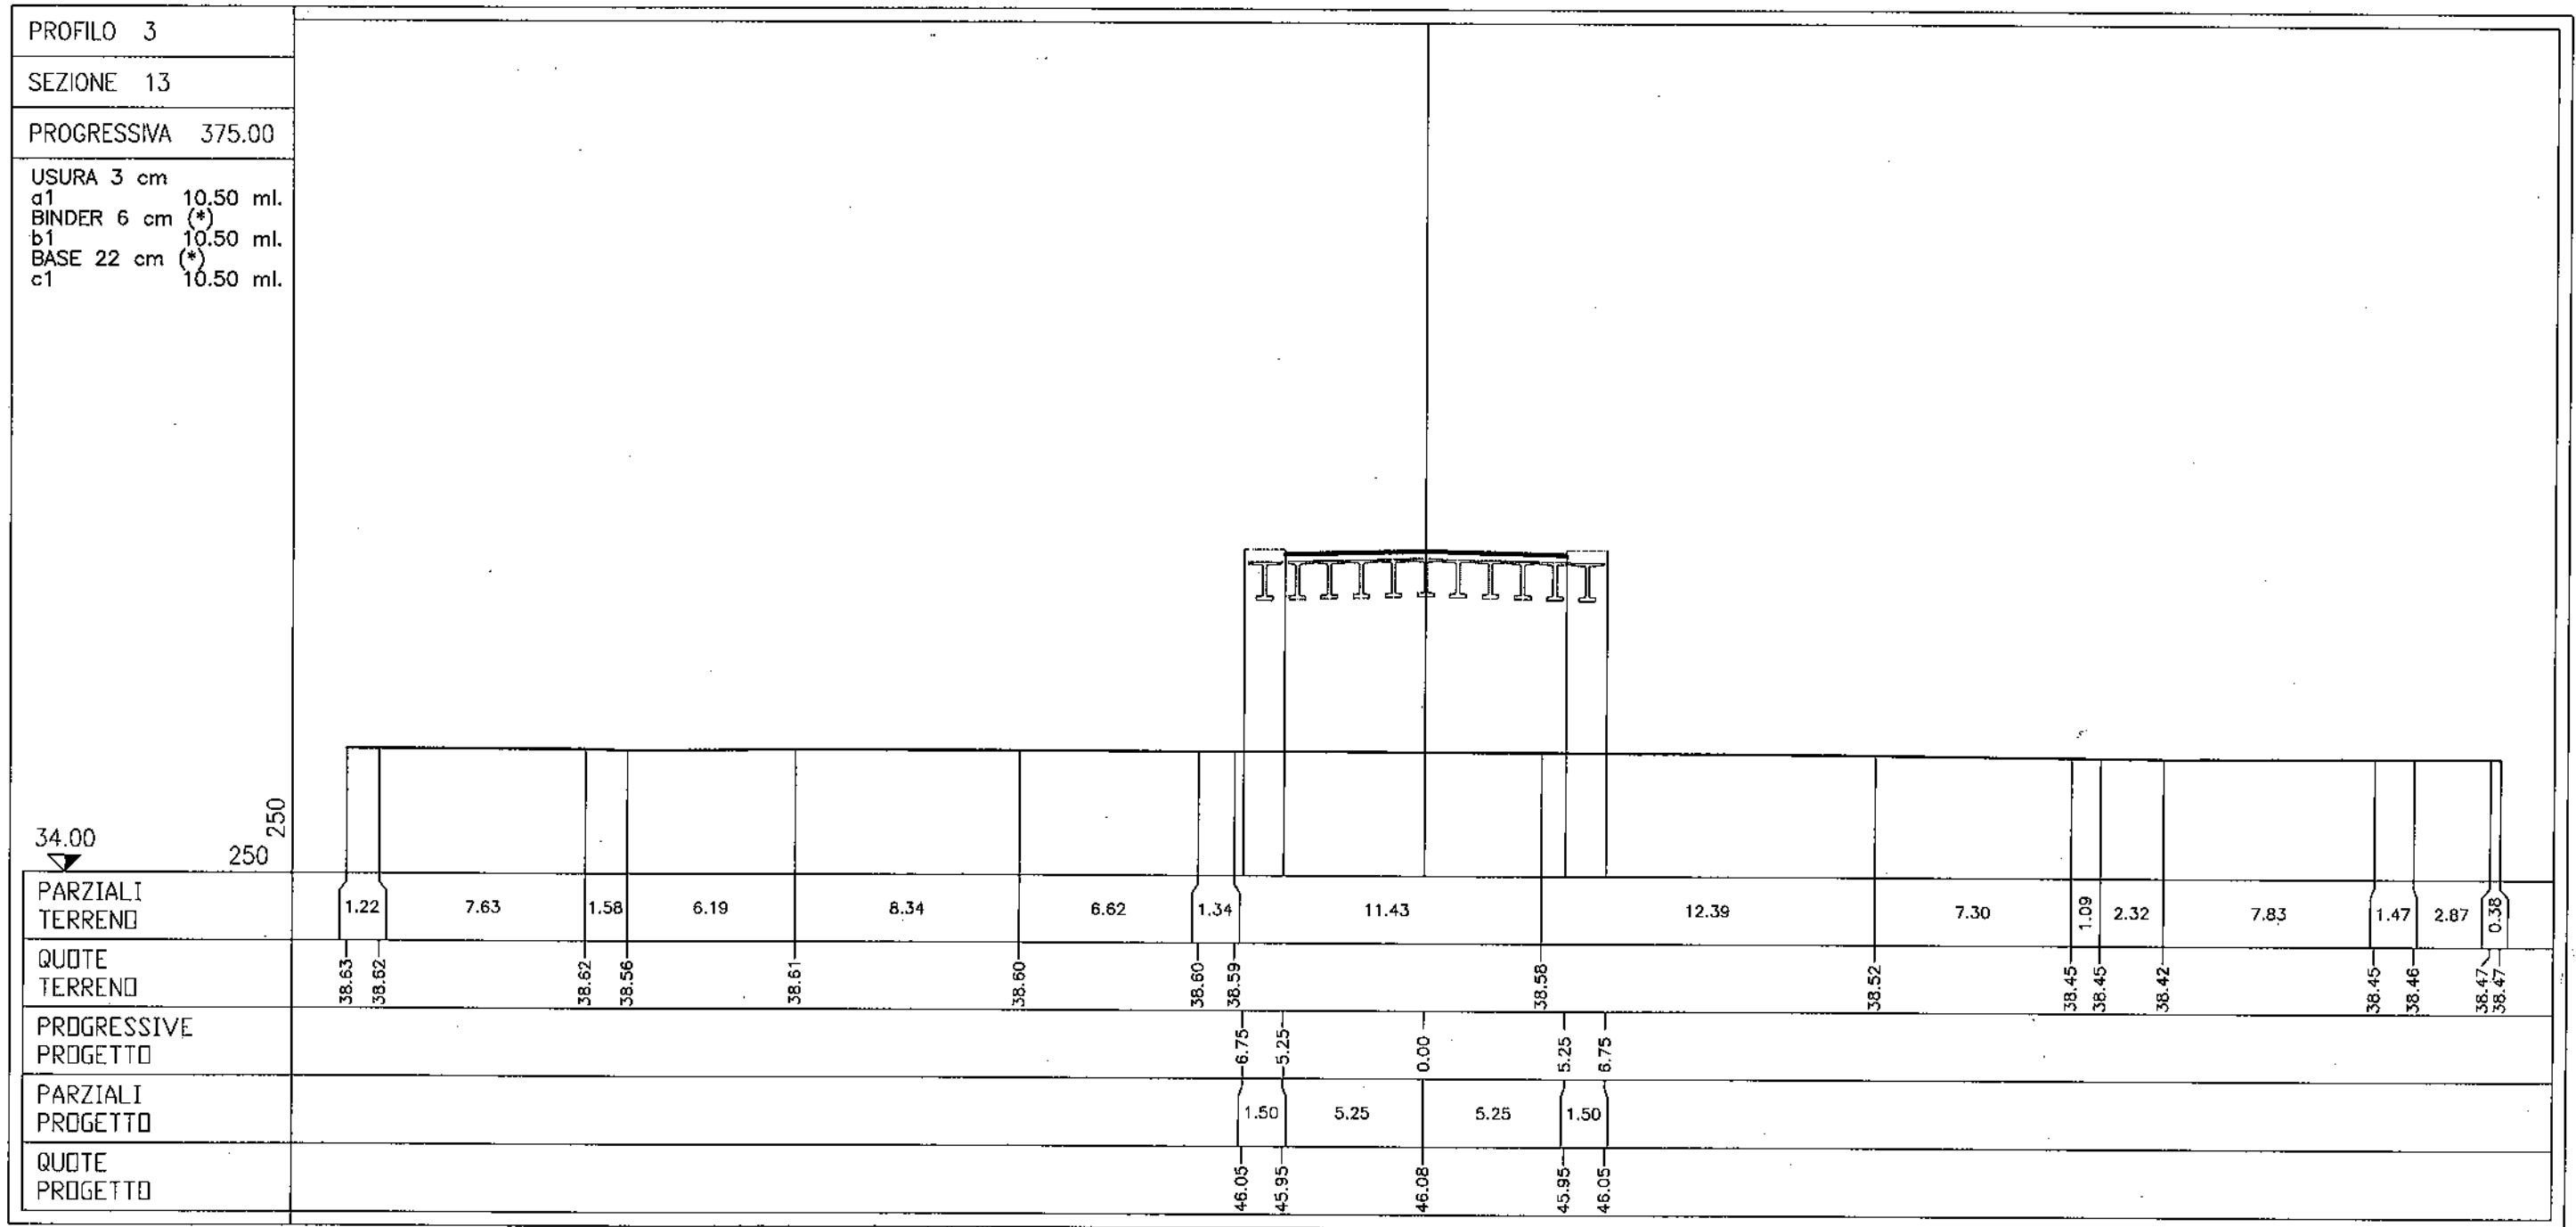 PROFILO 3
SEZIONE 13
PROGRESSIVA 375.00
USURA 3 cm
a1 10.50 ml.
BINDER 6 cm (*)
b1 10.50 ml.
BASE 22 cm (*)
c1 10.50 ml.
250
34.00
250
PARZIALI
TERRENO
1.22 7.63 1.58 6.19 8.34 6.62 1.34 11.43 12.39 7.30 1.09 2.32 7.83 1.47 2.87 0.38
QUOTE
TERRENO
38.63 38.62 38.62 38.56 38.61 38.60 38.60 38.59 38.58 38.52 38.45 38.45 38.42 38.45 38.46 38.47 38.47
PROGRESSIVE
PROGETTO
-6.75 -5.25 0.00 5.25 6.75
PARZIALI
PROGETTO
1.50 5.25 5.25 1.50
QUOTE
PROGETTO
46.05 45.95 46.08 45.95 46.05